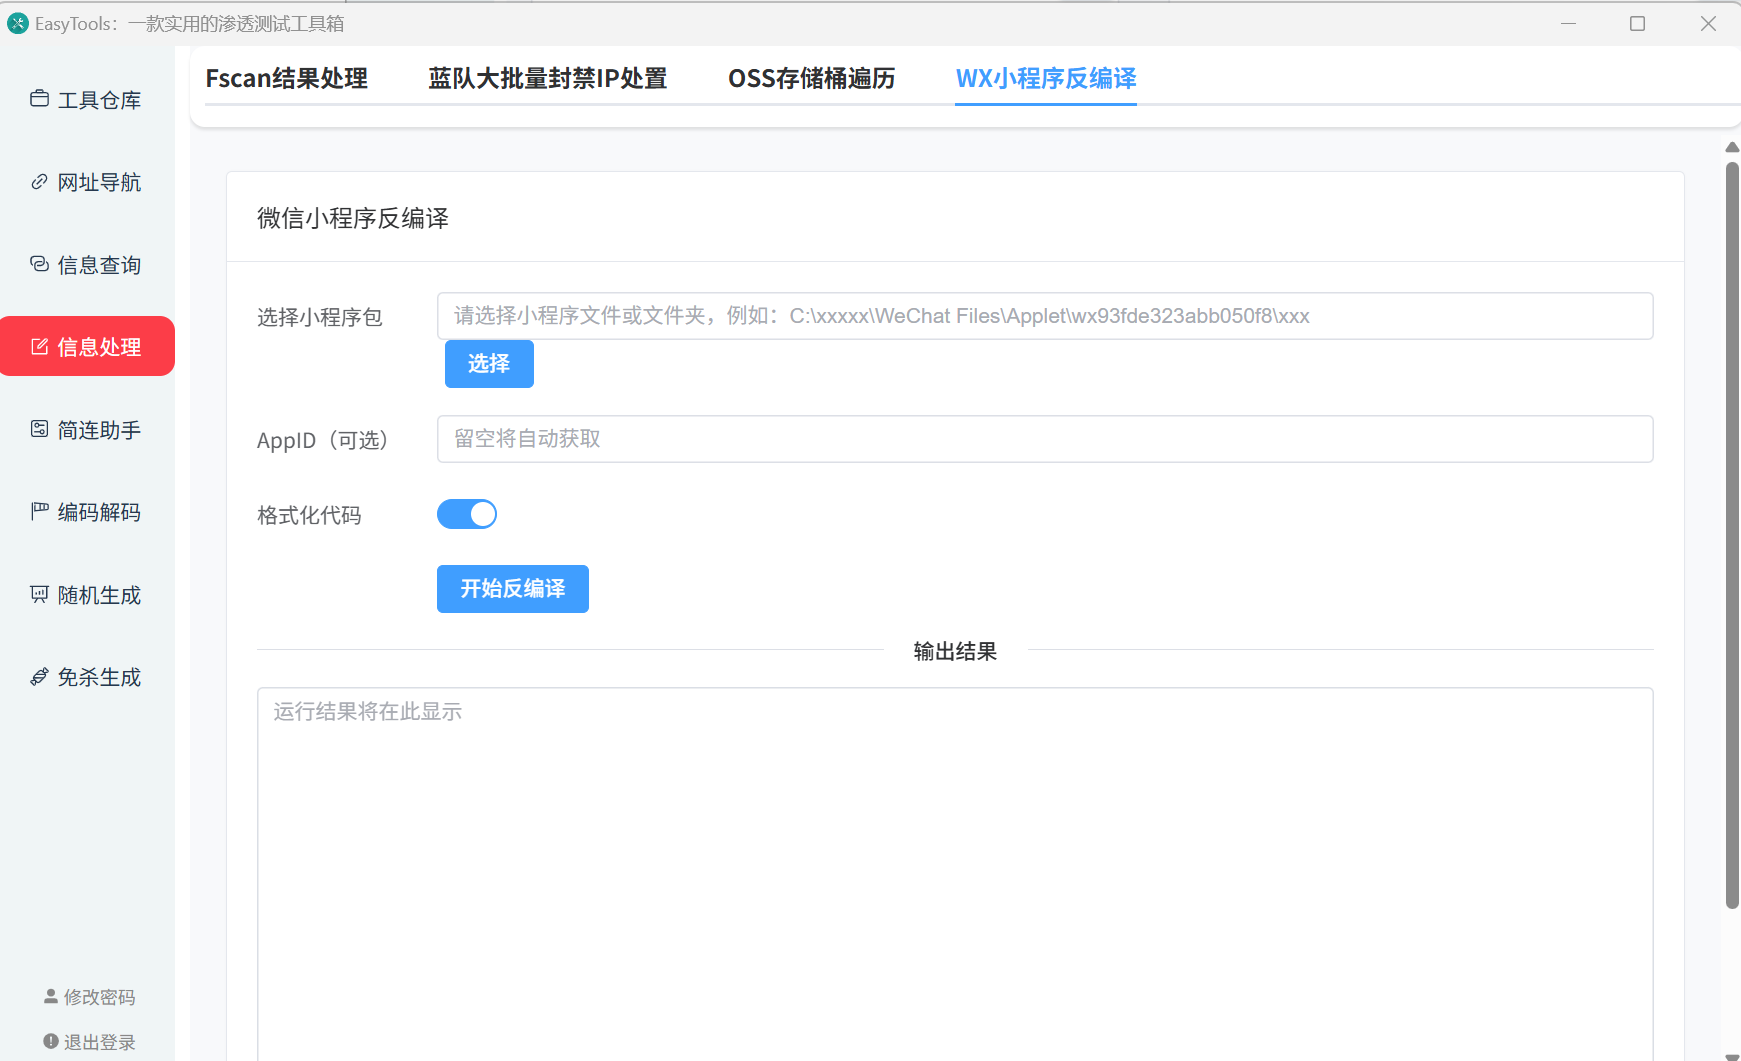 EasyTools：一款实用的渗透测试工具箱
工具仓库
网址导航
信息查询
信息处理
简连助手
编码解码
随机生成
免杀生成
修改密码
退出登录
Fscan结果处理 蓝队大批量封禁IP处置 OSS存储桶遍历 WX小程序反编译
微信小程序反编译
选择小程序包 请选择小程序文件或文件夹，例如：C:\xxxxx\WeChat Files\Applet\wx93fde323abb050f8\xxx
选择
AppID（可选） 留空将自动获取
格式化代码
开始反编译
输出结果
运行结果将在此显示